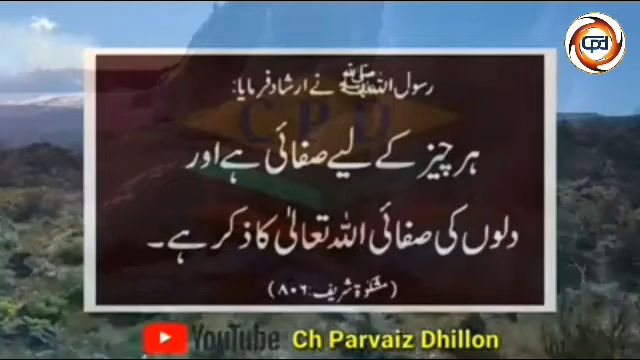 cpd
رسول اللہ ﷺ نے ارشاد فرمایا:
CPD
ہر چیز کے لیے صفائی ہے اور
دلوں کی صفائی اللہ تعالیٰ کا ذکر ہے۔
(مشکوٰۃ شریف: ۸۰۶)
YouTube Ch Parvaiz Dhillon